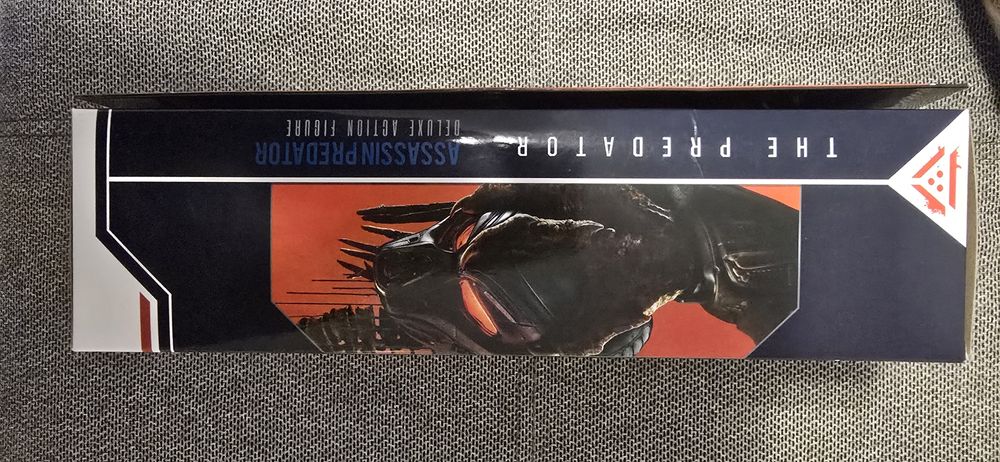 THE PREDATOR
ASSASSIN PREDATOR
DELUXE ACTION FIGURE